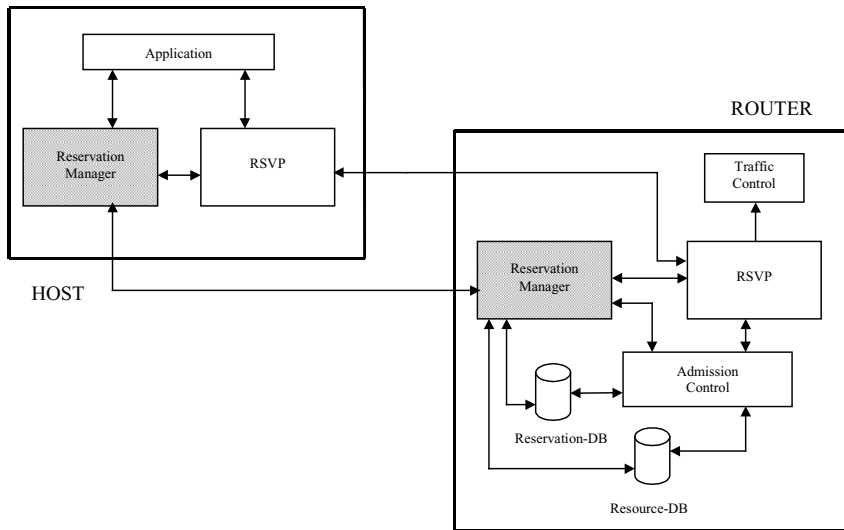 Application
Reservation
Manager
RSVP
HOST
ROUTER
Traffic
Control
Reservation
Manager
RSVP
Admission
Control
Reservation-DB
Resource-DB